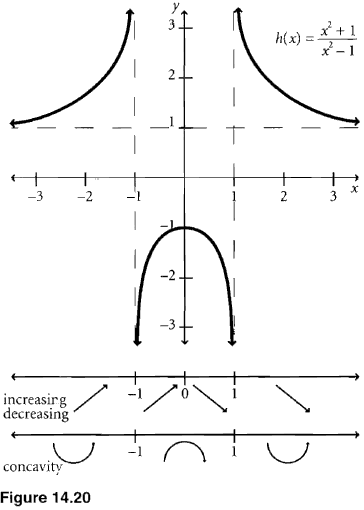 y
h(x) = x² + 1 / x² − 1
3
2
1
−3 −2 −1 1 2 3 x
−1
−2
−3
increasing
decreasing
−1 0 1
concavity
−1 1
Figure 14.20